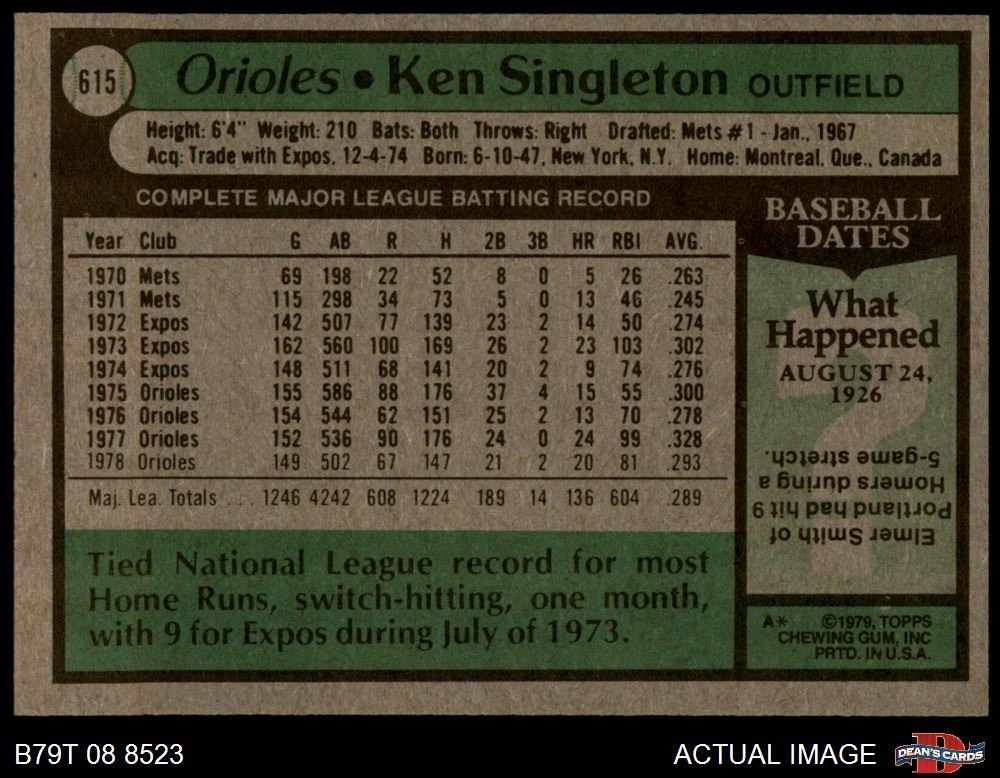 615 Orioles • Ken Singleton OUTFIELD
Height: 6'4" Weight: 210 Bats: Both Throws: Right Drafted: Mets #1 - Jan., 1967
Acq: Trade with Expos, 12-4-74 Born: 6-10-47, New York, N.Y. Home: Montreal, Que., Canada
COMPLETE MAJOR LEAGUE BATTING RECORD
Year Club G AB R H 2B 3B HR RBI AVG.
1970 Mets 69 198 22 52 8 0 5 26 .263
1971 Mets 115 298 34 73 5 0 13 46 .245
1972 Expos 142 507 77 139 23 2 14 50 .274
1973 Expos 162 560 100 169 26 2 23 103 .302
1974 Expos 148 511 68 141 20 2 9 74 .276
1975 Orioles 155 586 88 176 37 4 15 55 .300
1976 Orioles 154 544 62 151 25 2 13 70 .278
1977 Orioles 152 536 90 176 24 0 24 99 .328
1978 Orioles 149 502 67 147 21 2 20 81 .293
Maj. Lea. Totals . . . 1246 4242 608 1224 189 14 136 604 .289
Tied National League record for most
Home Runs, switch-hitting, one month,
with 9 for Expos during July of 1973.
BASEBALL
DATES
What
Happened
AUGUST 24,
1926
?
Elmer Smith of
Portland had hit 9
Homers during a
5-game stretch.
A* ©1979, TOPPS
CHEWING GUM, INC
PRTD. IN U.S.A.
B79T 08 8523
ACTUAL IMAGE
DEAN'S CARDS